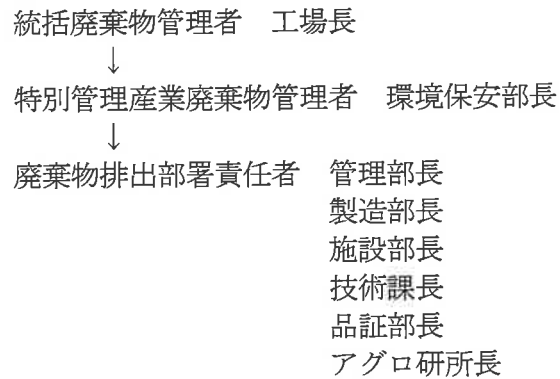 統括廃棄物管理者　工場長
↓
特別管理産業廃棄物管理者　環境保安部長
↓
廃棄物排出部署責任者　管理部長
製造部長
施設部長
技術課長
品証部長
アグロ研所長